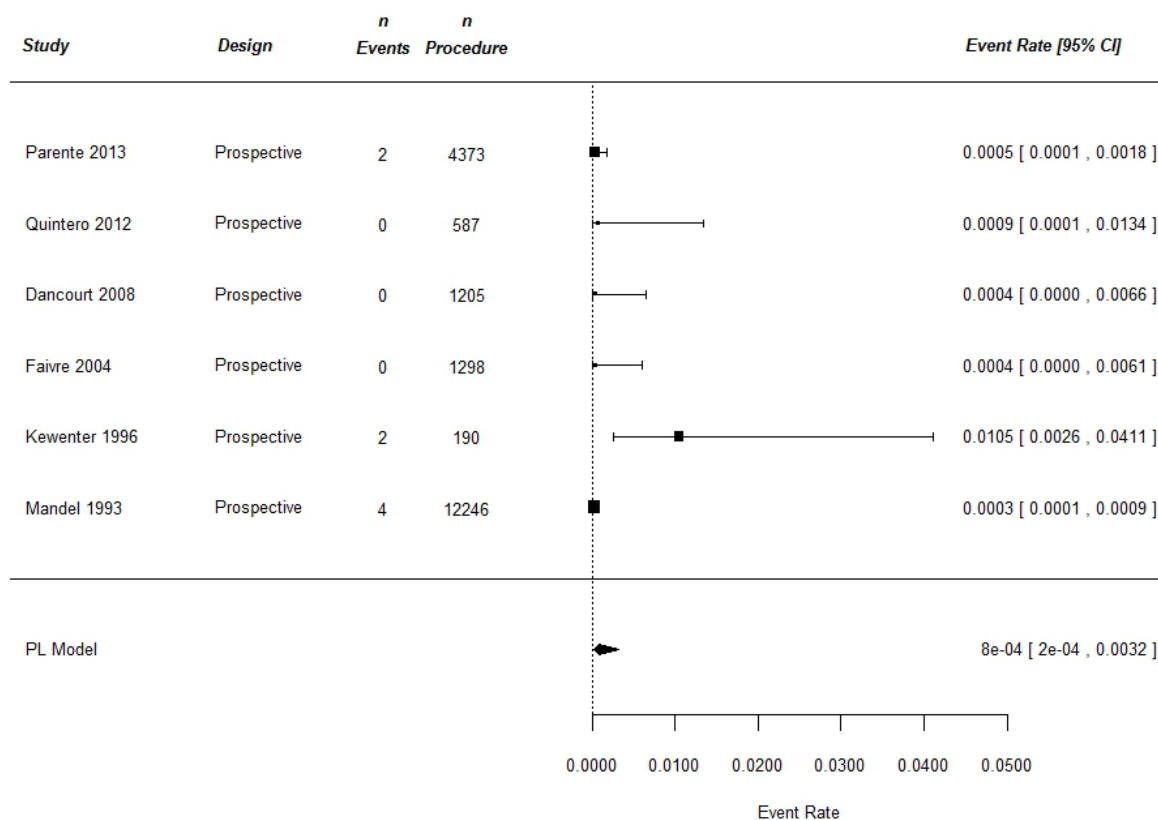 Study Design n Events n Procedure Event Rate [95% CI]
Parente 2013 Prospective 2 4373 0.0005 [ 0.0001 , 0.0018 ]
Quintero 2012 Prospective 0 587 0.0009 [ 0.0001 , 0.0134 ]
Dancourt 2008 Prospective 0 1205 0.0004 [ 0.0000 , 0.0066 ]
Faivre 2004 Prospective 0 1298 0.0004 [ 0.0000 , 0.0061 ]
Kewenter 1996 Prospective 2 190 0.0105 [ 0.0026 , 0.0411 ]
Mandel 1993 Prospective 4 12246 0.0003 [ 0.0001 , 0.0009 ]
PL Model 8e-04 [ 2e-04 , 0.0032 ]
0.0000 0.0100 0.0200 0.0300 0.0400 0.0500
Event Rate